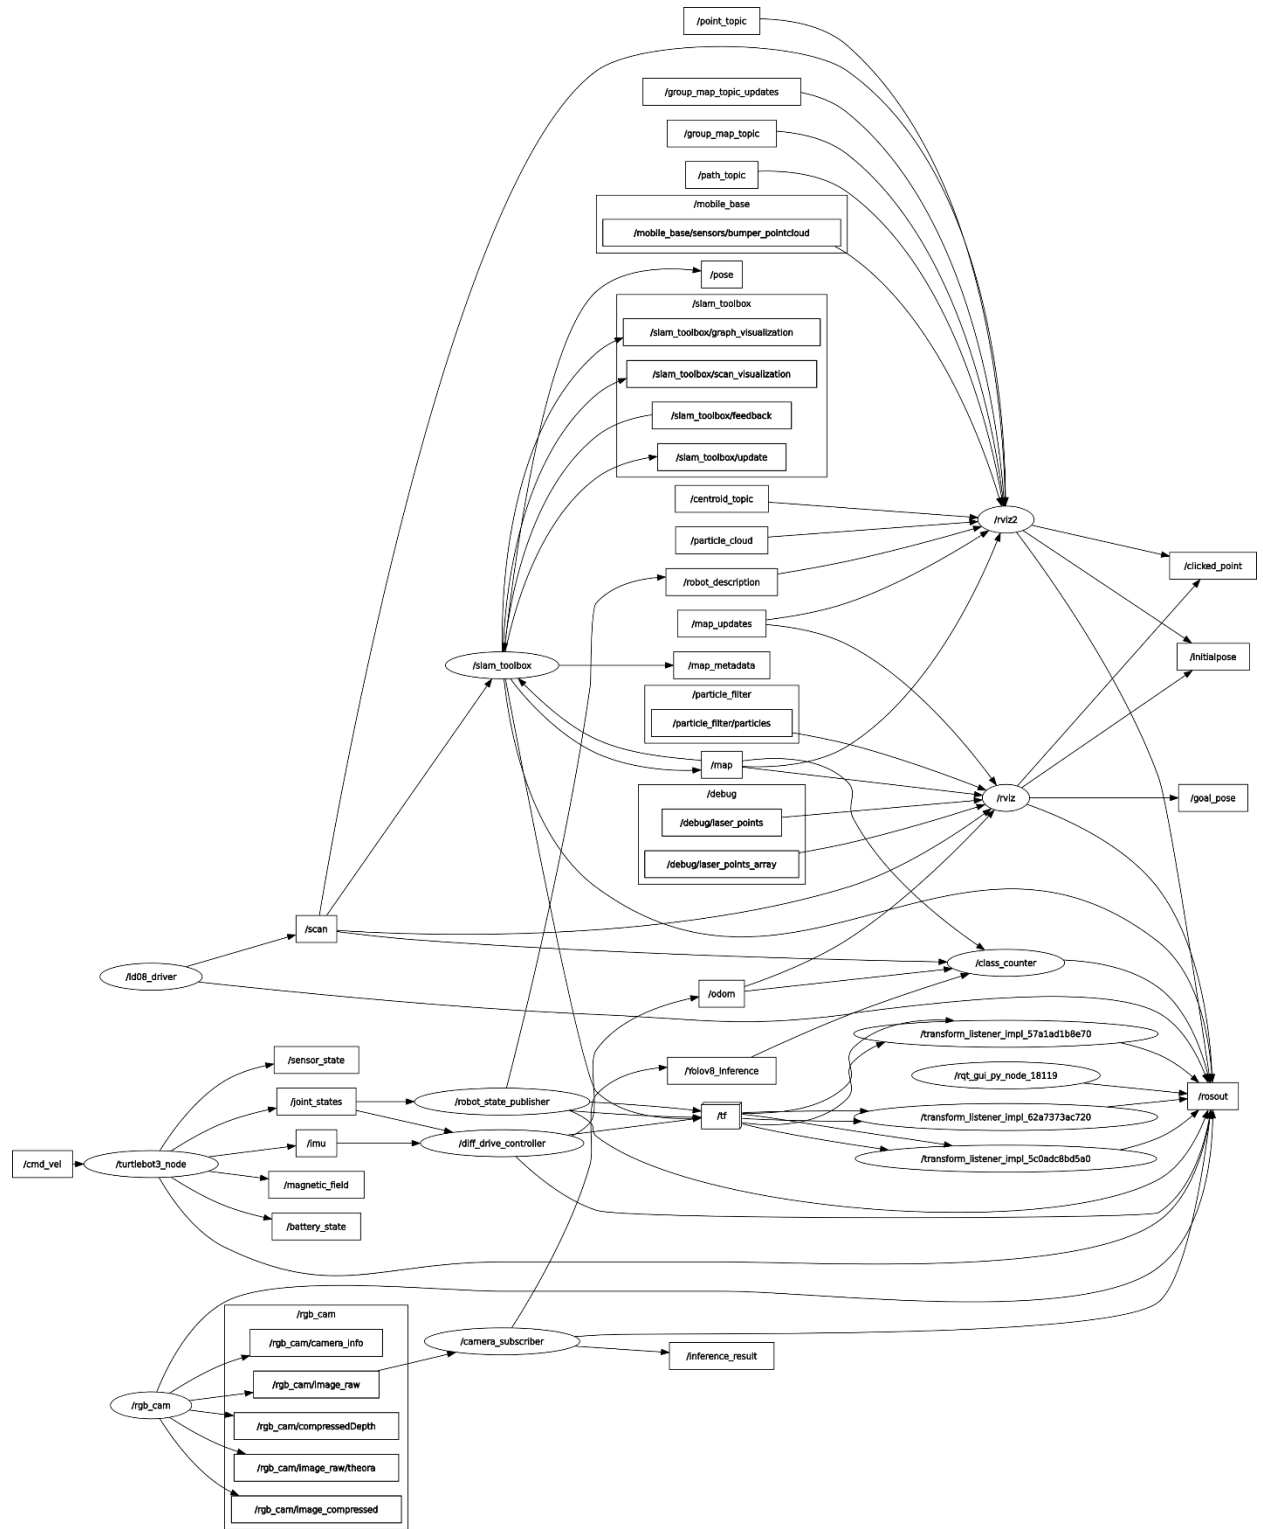 /point_topic
/group_map_topic_updates
/group_map_topic
/path_topic
/mobile_base
/mobile_base/sensors/bumper_pointcloud
/pose
/slam_toolbox
/slam_toolbox/graph_visualization
/slam_toolbox/scan_visualization
/slam_toolbox/feedback
/slam_toolbox/update
/centroid_topic
/particle_cloud
/robot_description
/map_updates
/slam_toolbox
/map_metadata
/particle_filter
/particle_filter/particles
/map
/debug
/debug/laser_points
/debug/laser_points_array
/rviz2
/clicked_point
/initialpose
/rviz
/goal_pose
/scan
/ld08_driver
/class_counter
/odom
/sensor_state
/joint_states
/imu
/cmd_vel
/turtlebot3_node
/magnetic_field
/battery_state
/robot_state_publisher
/diff_drive_controller
/Yolov8_Inference
/tf
/transform_listener_impl_57a1ad1b8e70
/rqt_gui_py_node_18119
/transform_listener_impl_62a7373ac720
/transform_listener_impl_5c0adc8bd5a0
/rosout
/rgb_cam
/rgb_cam/camera_info
/rgb_cam/image_raw
/rgb_cam/compressedDepth
/rgb_cam/image_raw/theora
/rgb_cam/image_compressed
/rgb_cam
/camera_subscriber
/inference_result